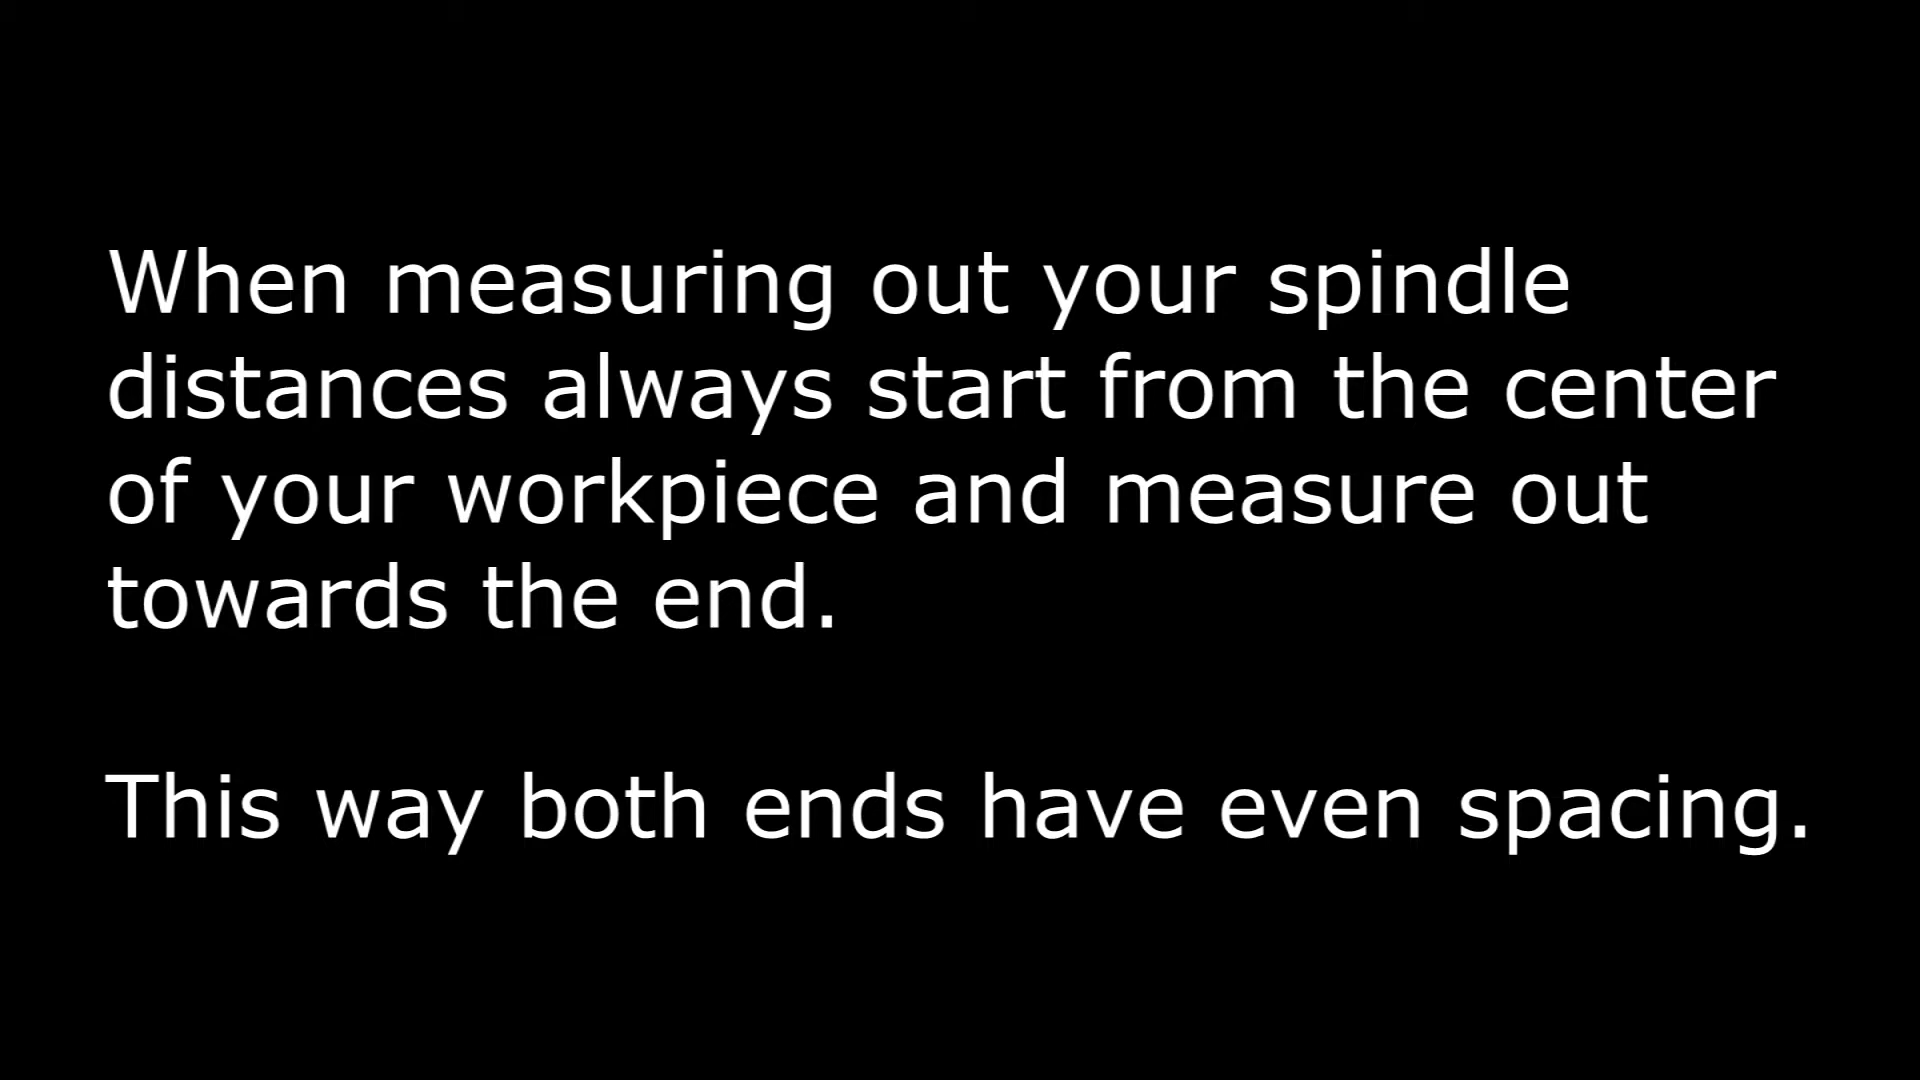 When measuring out your spindle
distances always start from the center
of your workpiece and measure out
towards the end.
This way both ends have even spacing.